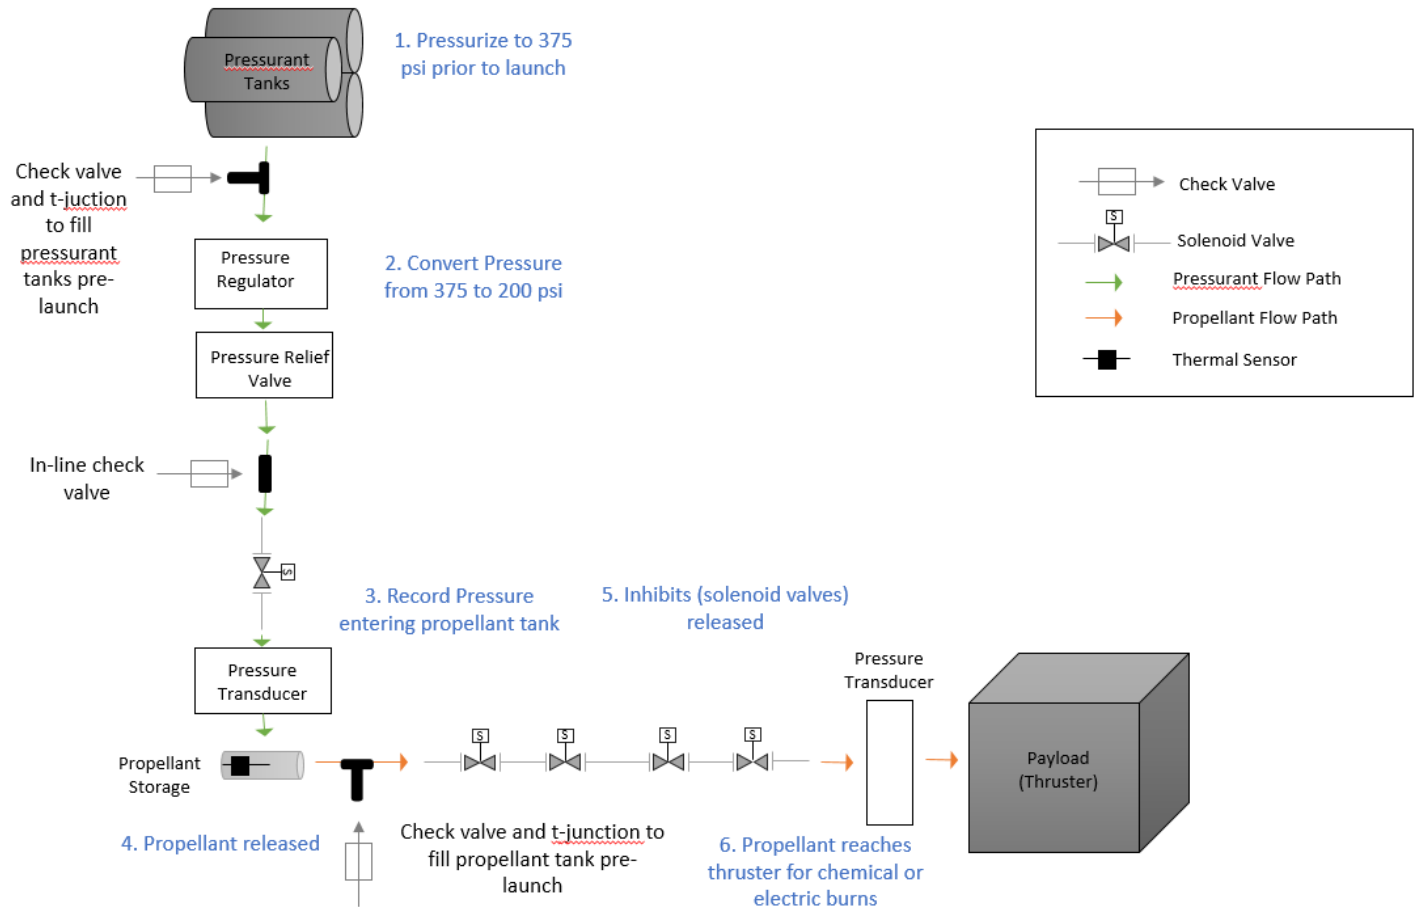 Pressurant
Tanks
1. Pressurize to 375
psi prior to launch
Check valve
and t-juction
to fill
pressurant
tanks pre-
launch
Pressure
Regulator
2. Convert Pressure
from 375 to 200 psi
Pressure Relief
Valve
In-line check
valve
S
3. Record Pressure
entering propellant tank
Pressure
Transducer
Propellant
Storage
4. Propellant released
Check valve and t-junction to
fill propellant tank pre-
launch
5. Inhibits (solenoid valves)
released
S
S
S
S
Pressure
Transducer
6. Propellant reaches
thruster for chemical or
electric burns
Payload
(Thruster)
Check Valve
S
Solenoid Valve
Pressurant Flow Path
Propellant Flow Path
Thermal Sensor